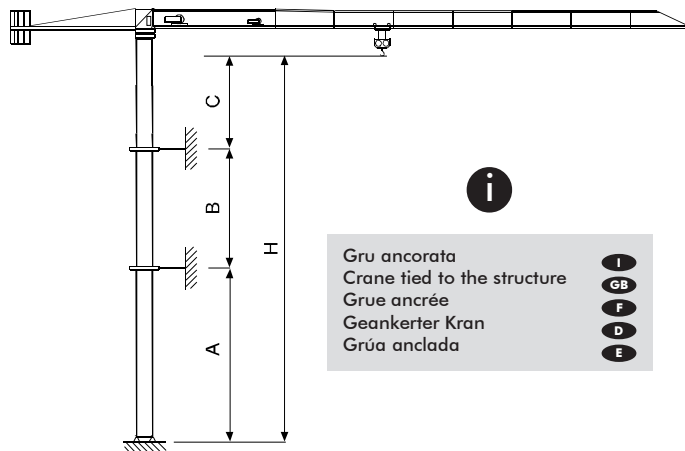 C
B
H
A
i
Gru ancorata I
Crane tied to the structure GB
Grue ancrée F
Geankerter Kran D
Grúa anclada E